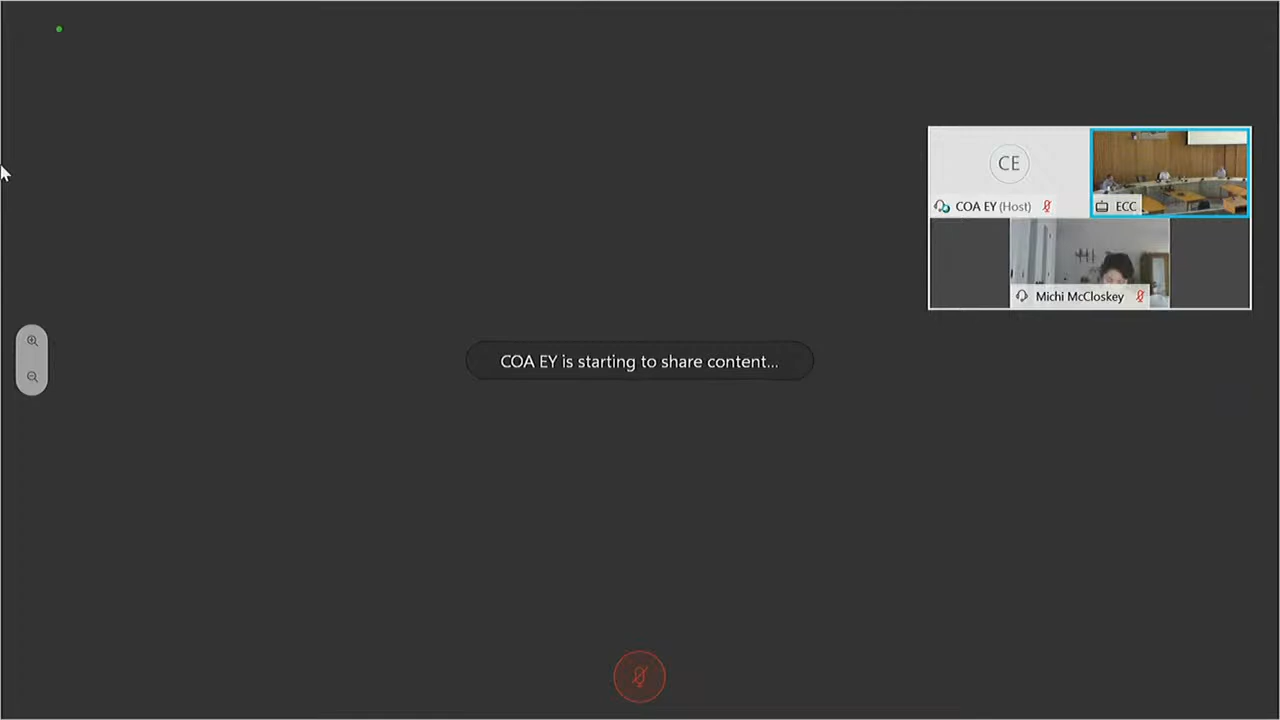 CE
COA EY (Host)
ECC
Michi McCloskey
COA EY is starting to share content...